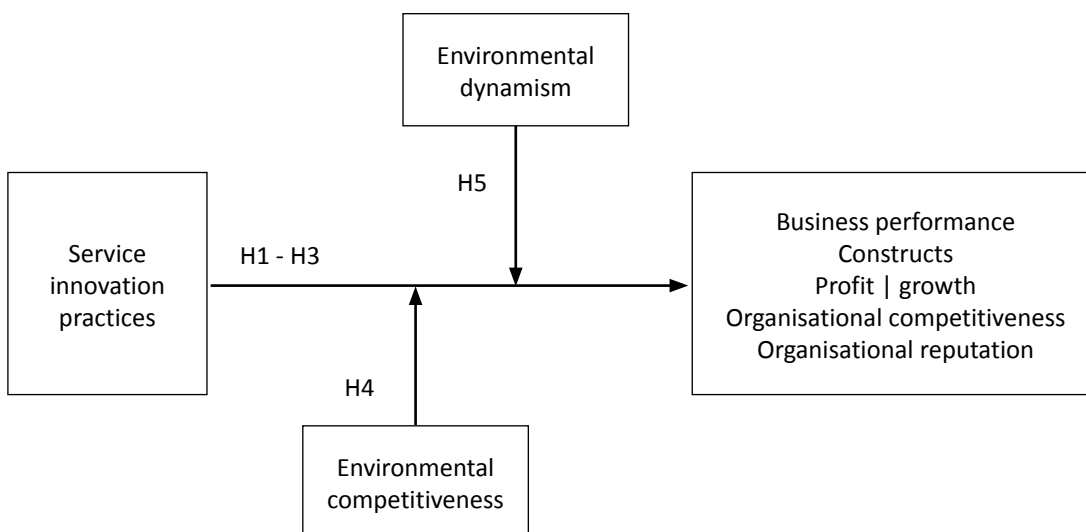 Environmental
dynamism
H5
Service
innovation
practices
H1 - H3
Business performance
Constructs
Profit | growth
Organisational competitiveness
Organisational reputation
H4
Environmental
competitiveness